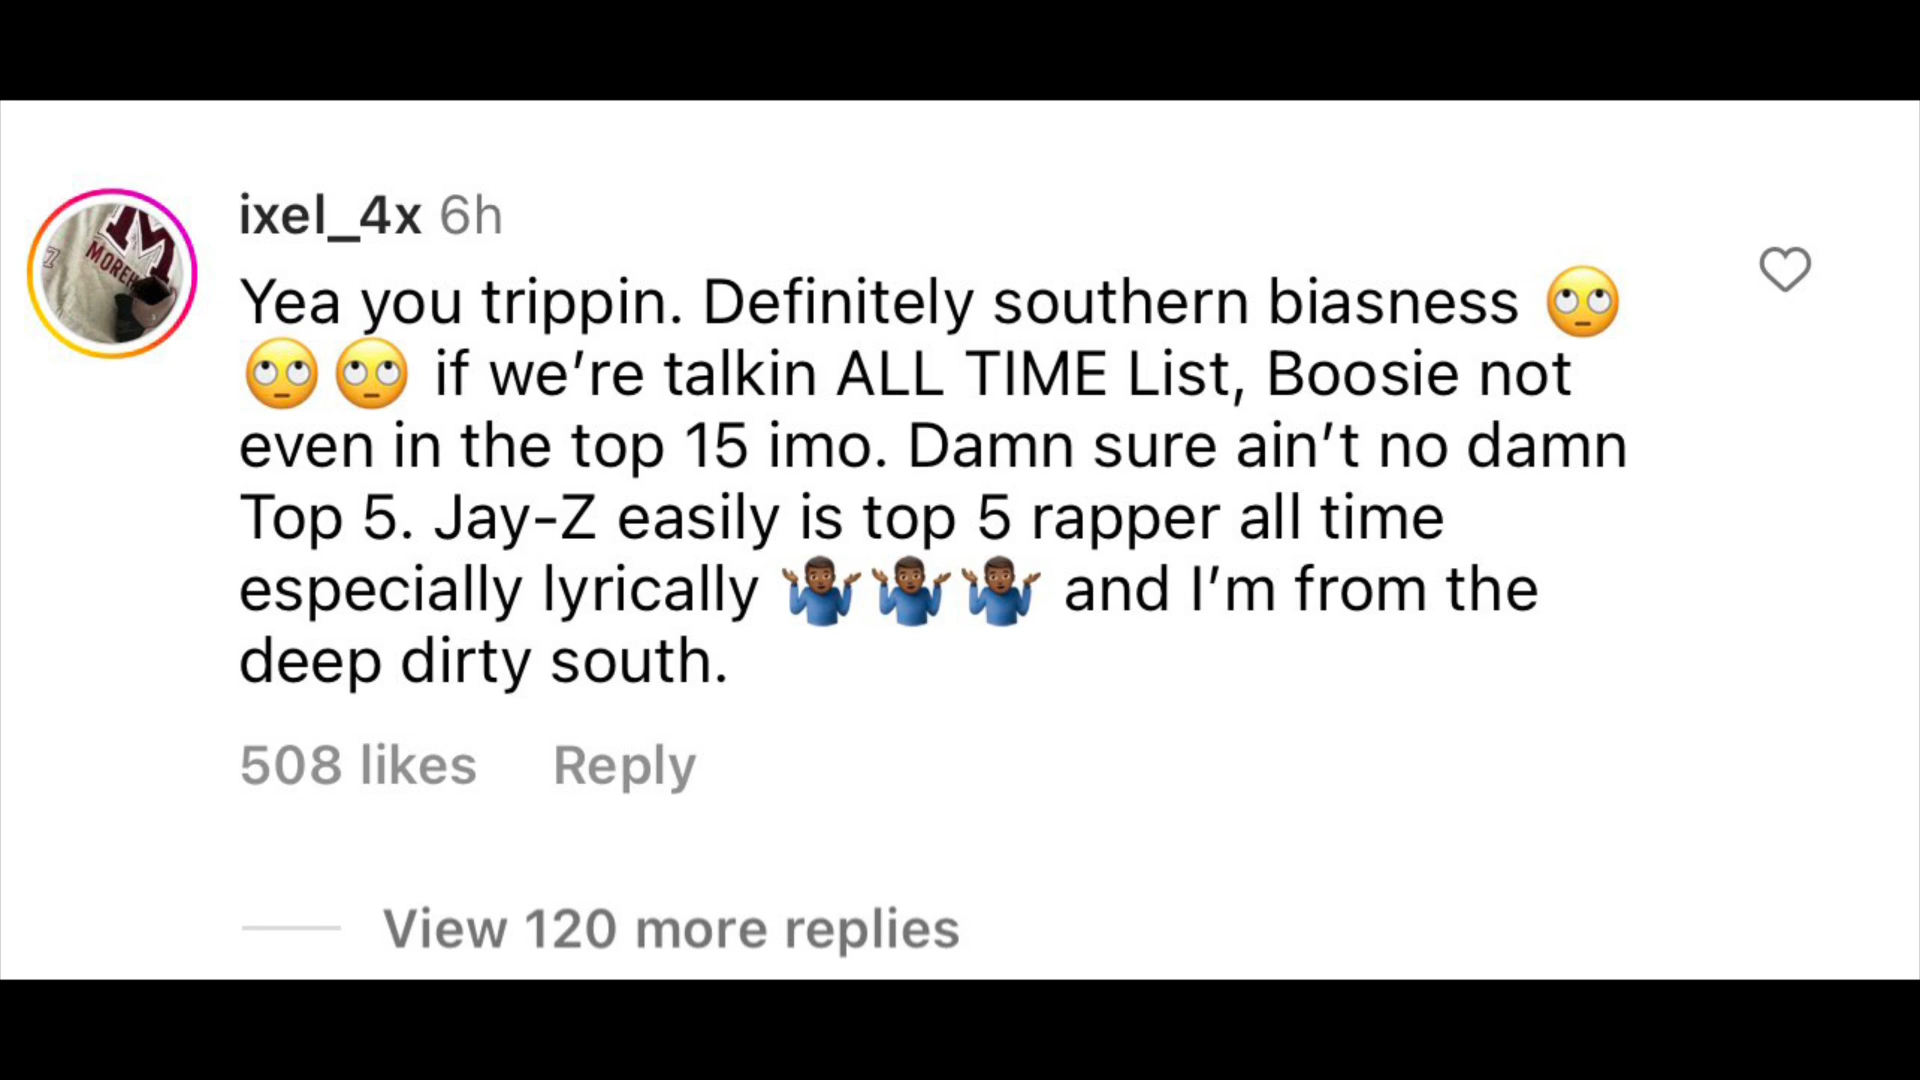 ixel_4x 6h
Yea you trippin. Definitely southern biasness 🙄
🙄🙄 if we’re talkin ALL TIME List, Boosie not
even in the top 15 imo. Damn sure ain’t no damn
Top 5. Jay-Z easily is top 5 rapper all time
especially lyrically 🤷🏾‍♂️🤷🏾‍♂️🤷🏾‍♂️ and I’m from the
deep dirty south.
508 likes Reply
View 120 more replies
M
7